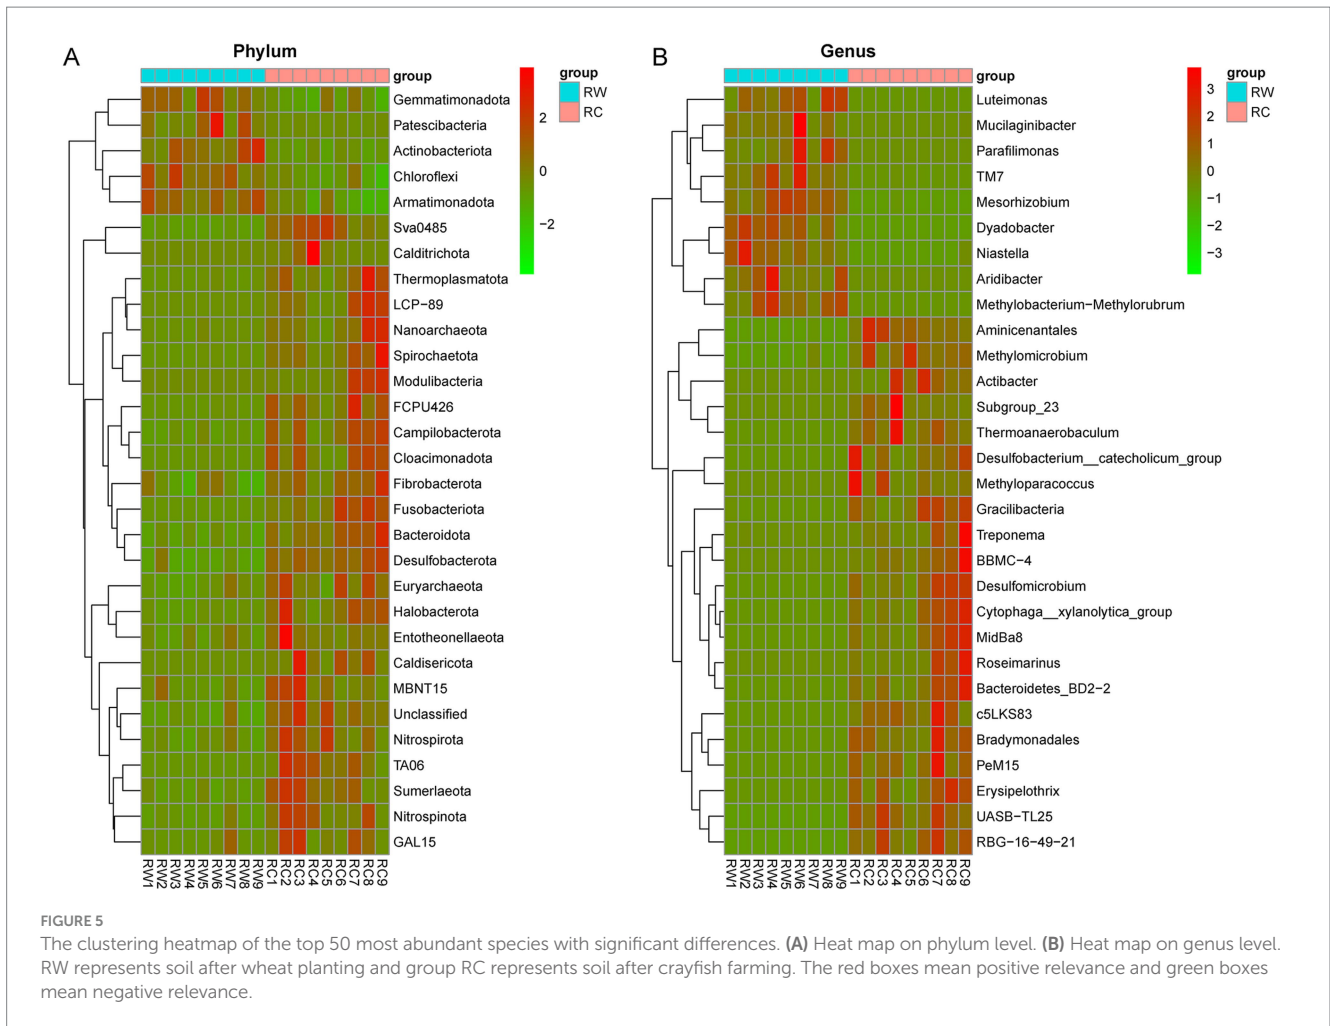 A
Phylum
group
Gemmatimonadota
Patescibacteria
Actinobacteriota
Chloroflexi
Armatimonadota
Sva0485
Calditrichota
Thermoplasmatota
LCP−89
Nanoarchaeota
Spirochaetota
Modulibacteria
FCPU426
Campilobacterota
Cloacimonadota
Fibrobacterota
Fusobacteriota
Bacteroidota
Desulfobacterota
Euryarchaeota
Halobacterota
Entotheonellaeota
Caldisericota
MBNT15
Unclassified
Nitrospirota
TA06
Sumerlaeota
Nitrospinota
GAL15
RW1
RW2
RW3
RW4
RW5
RW6
RW7
RW8
RW9
RC1
RC2
RC3
RC4
RC5
RC6
RC7
RC8
RC9
2
0
−2
group
RW
RC
B
Genus
group
Luteimonas
Mucilaginibacter
Parafilimonas
TM7
Mesorhizobium
Dyadobacter
Niastella
Aridibacter
Methylobacterium−Methylorubrum
Aminicenantales
Methylomicrobium
Actibacter
Subgroup_23
Thermoanaerobaculum
Desulfobacterium__catecholicum_group
Methyloparacoccus
Gracilibacteria
Treponema
BBMC−4
Desulfomicrobium
Cytophaga__xylanolytica_group
MidBa8
Roseimarinus
Bacteroidetes_BD2−2
c5LKS83
Bradymonadales
PeM15
Erysipelothrix
UASB−TL25
RBG−16−49−21
RW1
RW2
RW3
RW4
RW5
RW6
RW7
RW8
RW9
RC1
RC2
RC3
RC4
RC5
RC6
RC7
RC8
RC9
3
2
1
0
−1
−2
−3
group
RW
RC
FIGURE 5
The clustering heatmap of the top 50 most abundant species with significant differences. (A) Heat map on phylum level. (B) Heat map on genus level.
RW represents soil after wheat planting and group RC represents soil after crayfish farming. The red boxes mean positive relevance and green boxes
mean negative relevance.